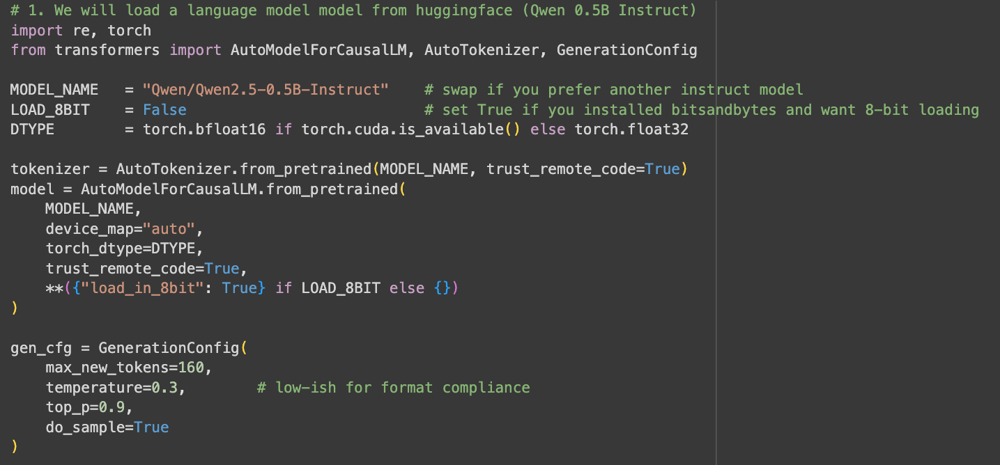 # 1. We will load a language model model from huggingface (Qwen 0.5B Instruct)
import re, torch
from transformers import AutoModelForCausalLM, AutoTokenizer, GenerationConfig

MODEL_NAME   = "Qwen/Qwen2.5-0.5B-Instruct"    # swap if you prefer another instruct model
LOAD_8BIT    = False                           # set True if you installed bitsandbytes and want 8-bit loading
DTYPE        = torch.bfloat16 if torch.cuda.is_available() else torch.float32

tokenizer = AutoTokenizer.from_pretrained(MODEL_NAME, trust_remote_code=True)
model = AutoModelForCausalLM.from_pretrained(
    MODEL_NAME,
    device_map="auto",
    torch_dtype=DTYPE,
    trust_remote_code=True,
    **({"load_in_8bit": True} if LOAD_8BIT else {})
)

gen_cfg = GenerationConfig(
    max_new_tokens=160,
    temperature=0.3,        # low-ish for format compliance
    top_p=0.9,
    do_sample=True
)